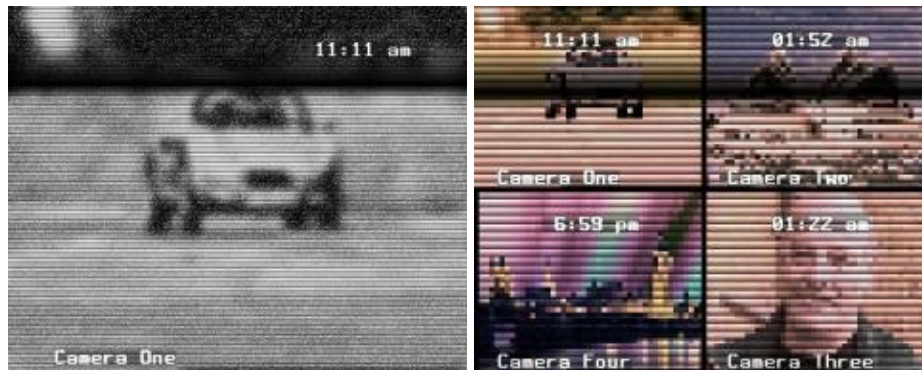 11:11 am
Camera One
11:11 am
01:52 am
Camera One
Camera Two
6:59 pm
01:22 am
Camera Four
Camera Three